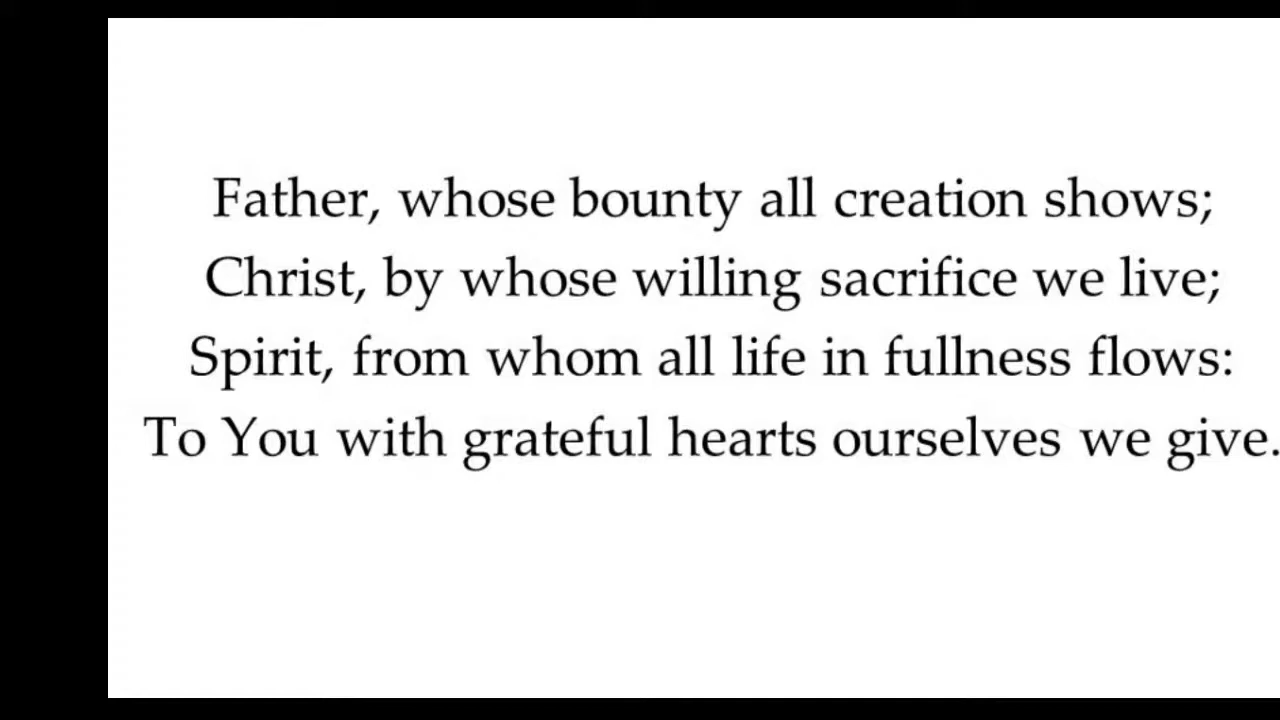 Father, whose bounty all creation shows;
Christ, by whose willing sacrifice we live;
Spirit, from whom all life in fullness flows:
To You with grateful hearts ourselves we give.